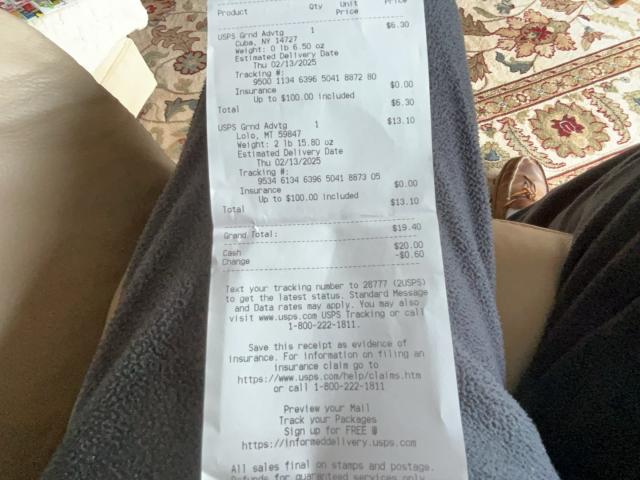 Product Qty Unit Price
Price
USPS Grnd Advtg 1 $6.30
Cuba, NY 14727
Weight: 0 lb 6.50 oz
Estimated Delivery Date
Thu 02/13/2025
Tracking #:
9500 1134 6396 5041 8872 80
Insurance $0.00
Up to $100.00 included
Total $6.30
USPS Grnd Advtg 1 $13.10
Lolo, MT 59847
Weight: 2 lb 15.80 oz
Estimated Delivery Date
Thu 02/13/2025
Tracking #:
9534 6134 6396 5041 8873 05
Insurance $0.00
Up to $100.00 included
Total $13.10
Grand Total: $19.40
Cash $20.00
Change -$0.60
Text your tracking number to 28777 (2USPS)
to get the latest status. Standard Message
and Data rates may apply. You may also
visit www.usps.com USPS Tracking or call
1-800-222-1811.
Save this receipt as evidence of
insurance. For information on filing an
insurance claim go to
https://www.usps.com/help/claims.htm
or call 1-800-222-1811
Preview your Mail
Track your Packages
Sign up for FREE @
https://informeddelivery.usps.com
All sales final on stamps and postage.
Refunds for guaranteed services only.